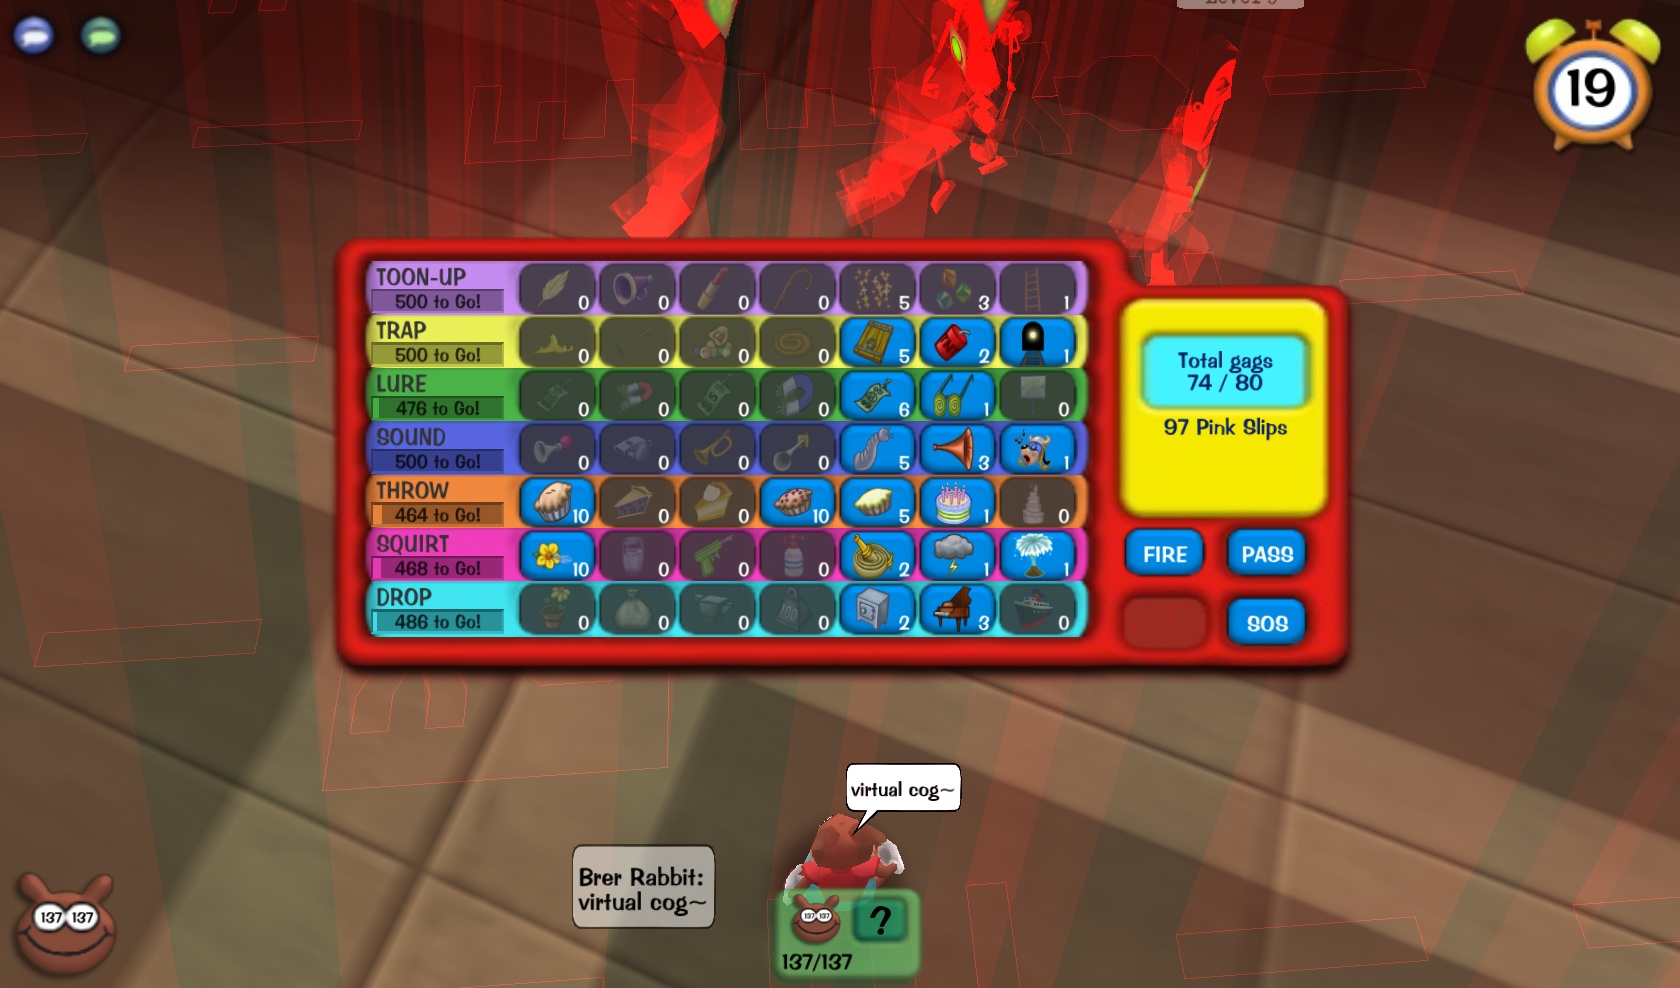 19
TOON-UP
500 to Go!
0 0 0 0 5 3 1
TRAP
500 to Go!
0 0 0 0 5 2 1
LURE
476 to Go!
0 0 0 0 6 1 0
SOUND
500 to Go!
0 0 0 0 5 3 1
THROW
464 to Go!
10 0 0 10 5 1 0
SQUIRT
468 to Go!
10 0 0 0 2 1 1
DROP
486 to Go!
0 0 0 0 2 3 0
Total gags
74 / 80
97 Pink Slips
FIRE PASS
SOS
virtual cog~
Brer Rabbit:
virtual cog~
137 137
137 137
?
137/137